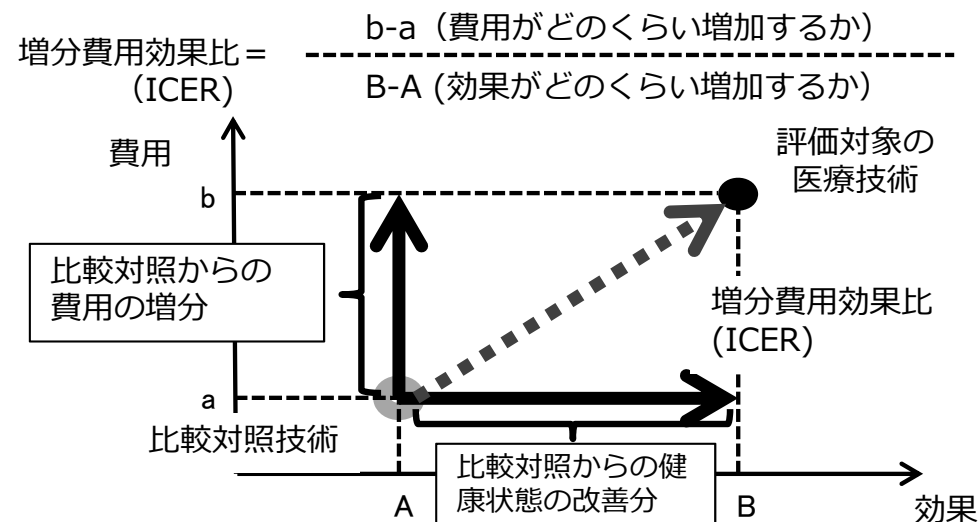 増分費用効果比＝
（ICER）
b-a（費用がどのくらい増加するか）
B-A (効果がどのくらい増加するか）
費用
評価対象の
医療技術
b
比較対照からの
費用の増分
増分費用効果比
(ICER)
a
比較対照技術
比較対照からの健
康状態の改善分
A
B
効果